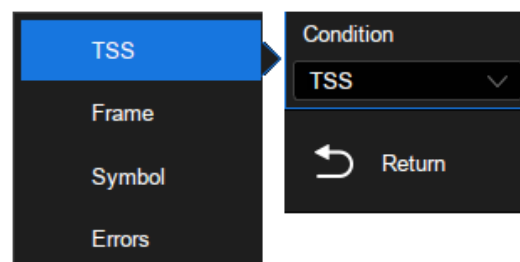 TSS
Frame
Symbol
Errors
Condition
TSS
Return